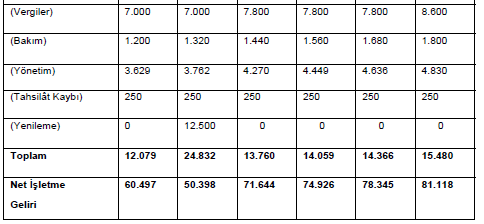 (Vergiler) 7.000 7.000 7.800 7.800 7.800 8.600
(Bakım) 1.200 1.320 1.440 1.560 1.680 1.800
(Yönetim) 3.629 3.762 4.270 4.449 4.636 4.830
(Tahsilât Kaybı) 250 250 250 250 250 250
(Yenileme) 0 12.500 0 0 0 0
Toplam 12.079 24.832 13.760 14.059 14.366 15.480
Net İşletme 60.497 50.398 71.644 74.926 78.345 81.118
Geliri